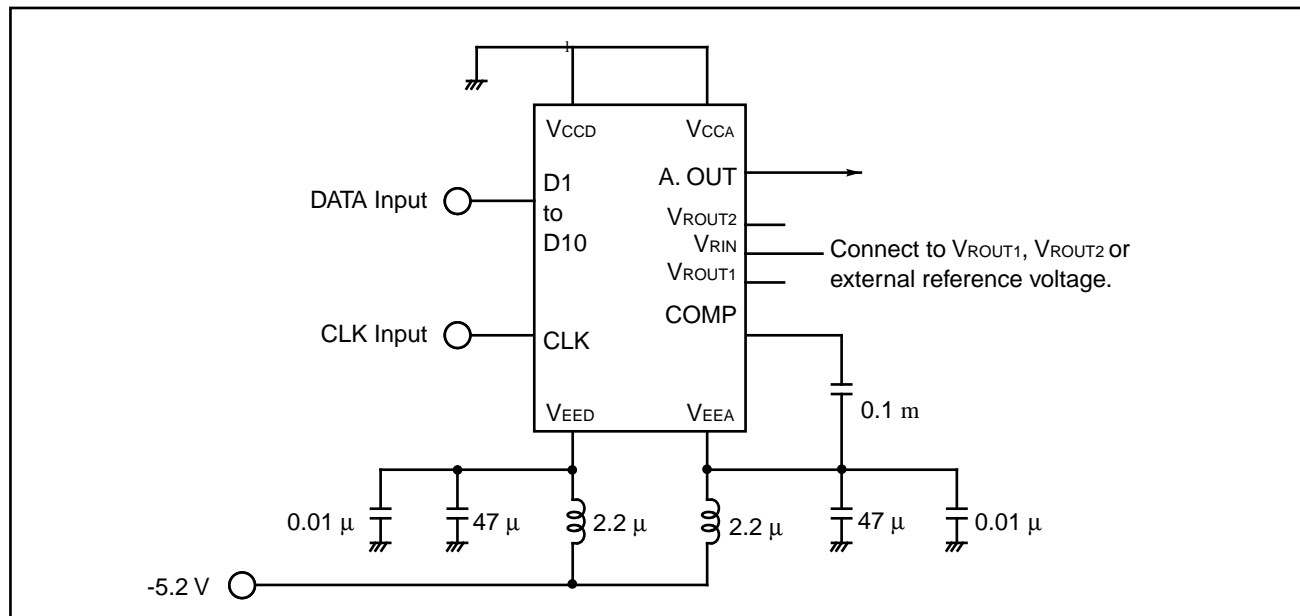 VCCD
VCCA
A. OUT
D1
to
D10
DATA Input
VROUT2
VRIN
VROUT1
Connect to VROUT1, VROUT2 or
external reference voltage.
COMP
CLK Input
CLK
0.1 m
VEED
VEEA
0.01 μ
47 μ
2.2 μ
2.2 μ
47 μ
0.01 μ
-5.2 V